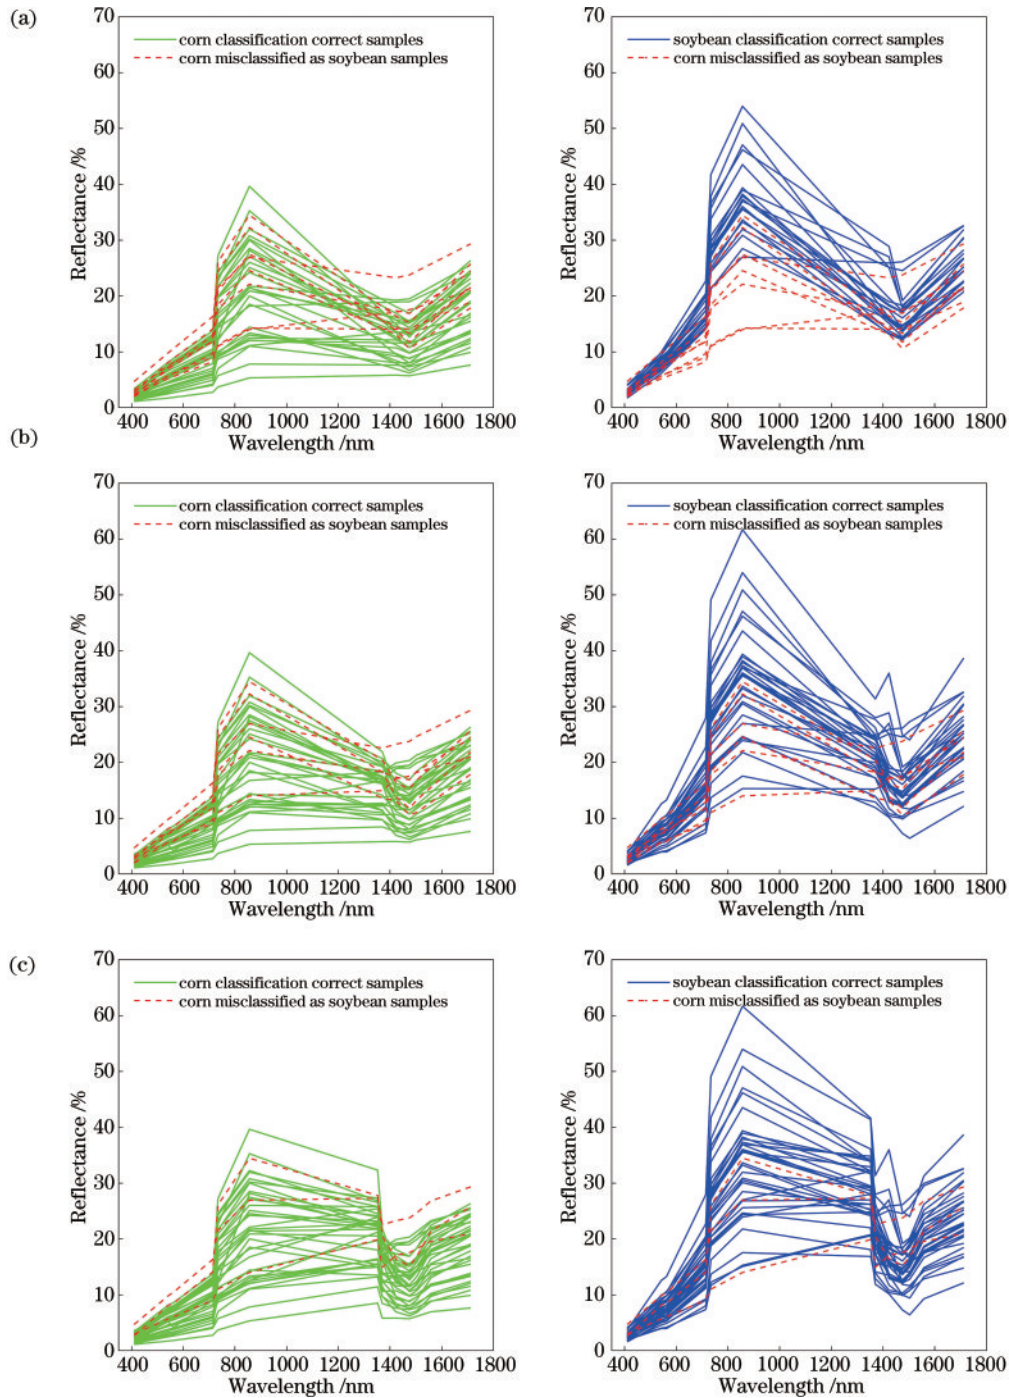 (a)
70
60
50
40
30
20
10
0
Reflectance /%
corn classification correct samples
corn misclassified as soybean samples
400 600 800 1000 1200 1400 1600 1800
Wavelength /nm
70
60
50
40
30
20
10
0
Reflectance /%
soybean classification correct samples
corn misclassified as soybean samples
400 600 800 1000 1200 1400 1600 1800
Wavelength /nm
(b)
70
60
50
40
30
20
10
0
Reflectance /%
corn classification correct samples
corn misclassified as soybean samples
400 600 800 1000 1200 1400 1600 1800
Wavelength /nm
70
60
50
40
30
20
10
0
Reflectance /%
soybean classification correct samples
corn misclassified as soybean samples
400 600 800 1000 1200 1400 1600 1800
Wavelength /nm
(c)
70
60
50
40
30
20
10
0
Reflectance /%
corn classification correct samples
corn misclassified as soybean samples
400 600 800 1000 1200 1400 1600 1800
Wavelength /nm
70
60
50
40
30
20
10
0
Reflectance /%
soybean classification correct samples
corn misclassified as soybean samples
400 600 800 1000 1200 1400 1600 1800
Wavelength /nm